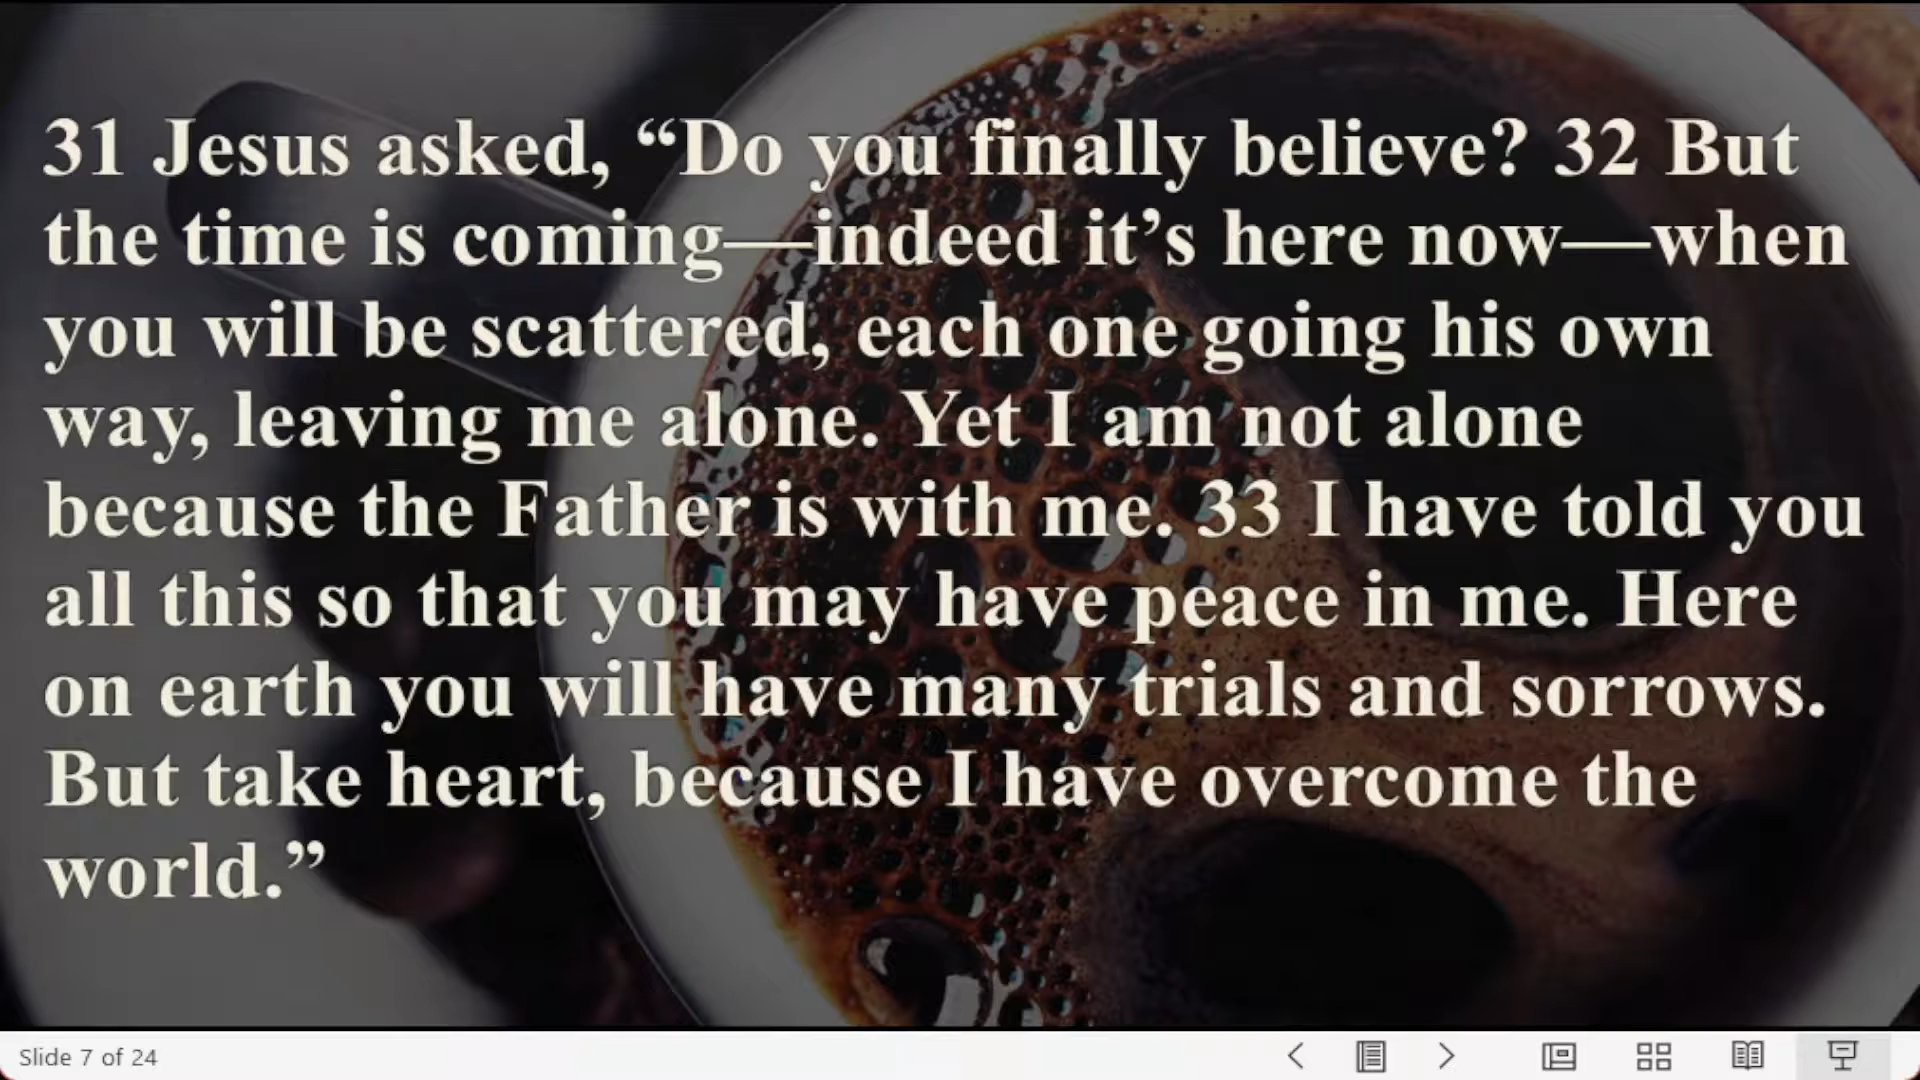 31 Jesus asked, “Do you finally believe? 32 But
the time is coming—indeed it’s here now—when
you will be scattered, each one going his own
way, leaving me alone. Yet I am not alone
because the Father is with me. 33 I have told you
all this so that you may have peace in me. Here
on earth you will have many trials and sorrows.
But take heart, because I have overcome the
world.”
Slide 7 of 24